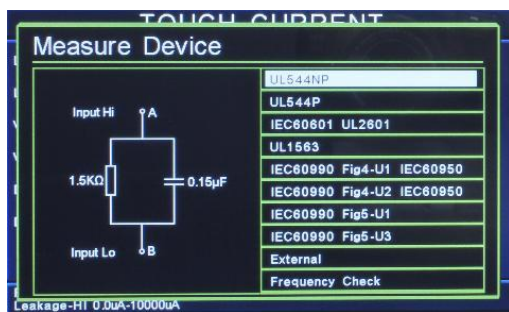 TOUCH CURRENT
Measure Device
UL544NP
UL544P
Input Hi
A
IEC60601 UL2601
UL1563
IEC60990 Fig4-U1 IEC60950
1.5KΩ
0.15μF
IEC60990 Fig4-U2 IEC60950
IEC60990 Fig5-U1
IEC60990 Fig5-U3
Input Lo
B
External
Frequency Check
Leakage-HI 0.0uA-10000uA